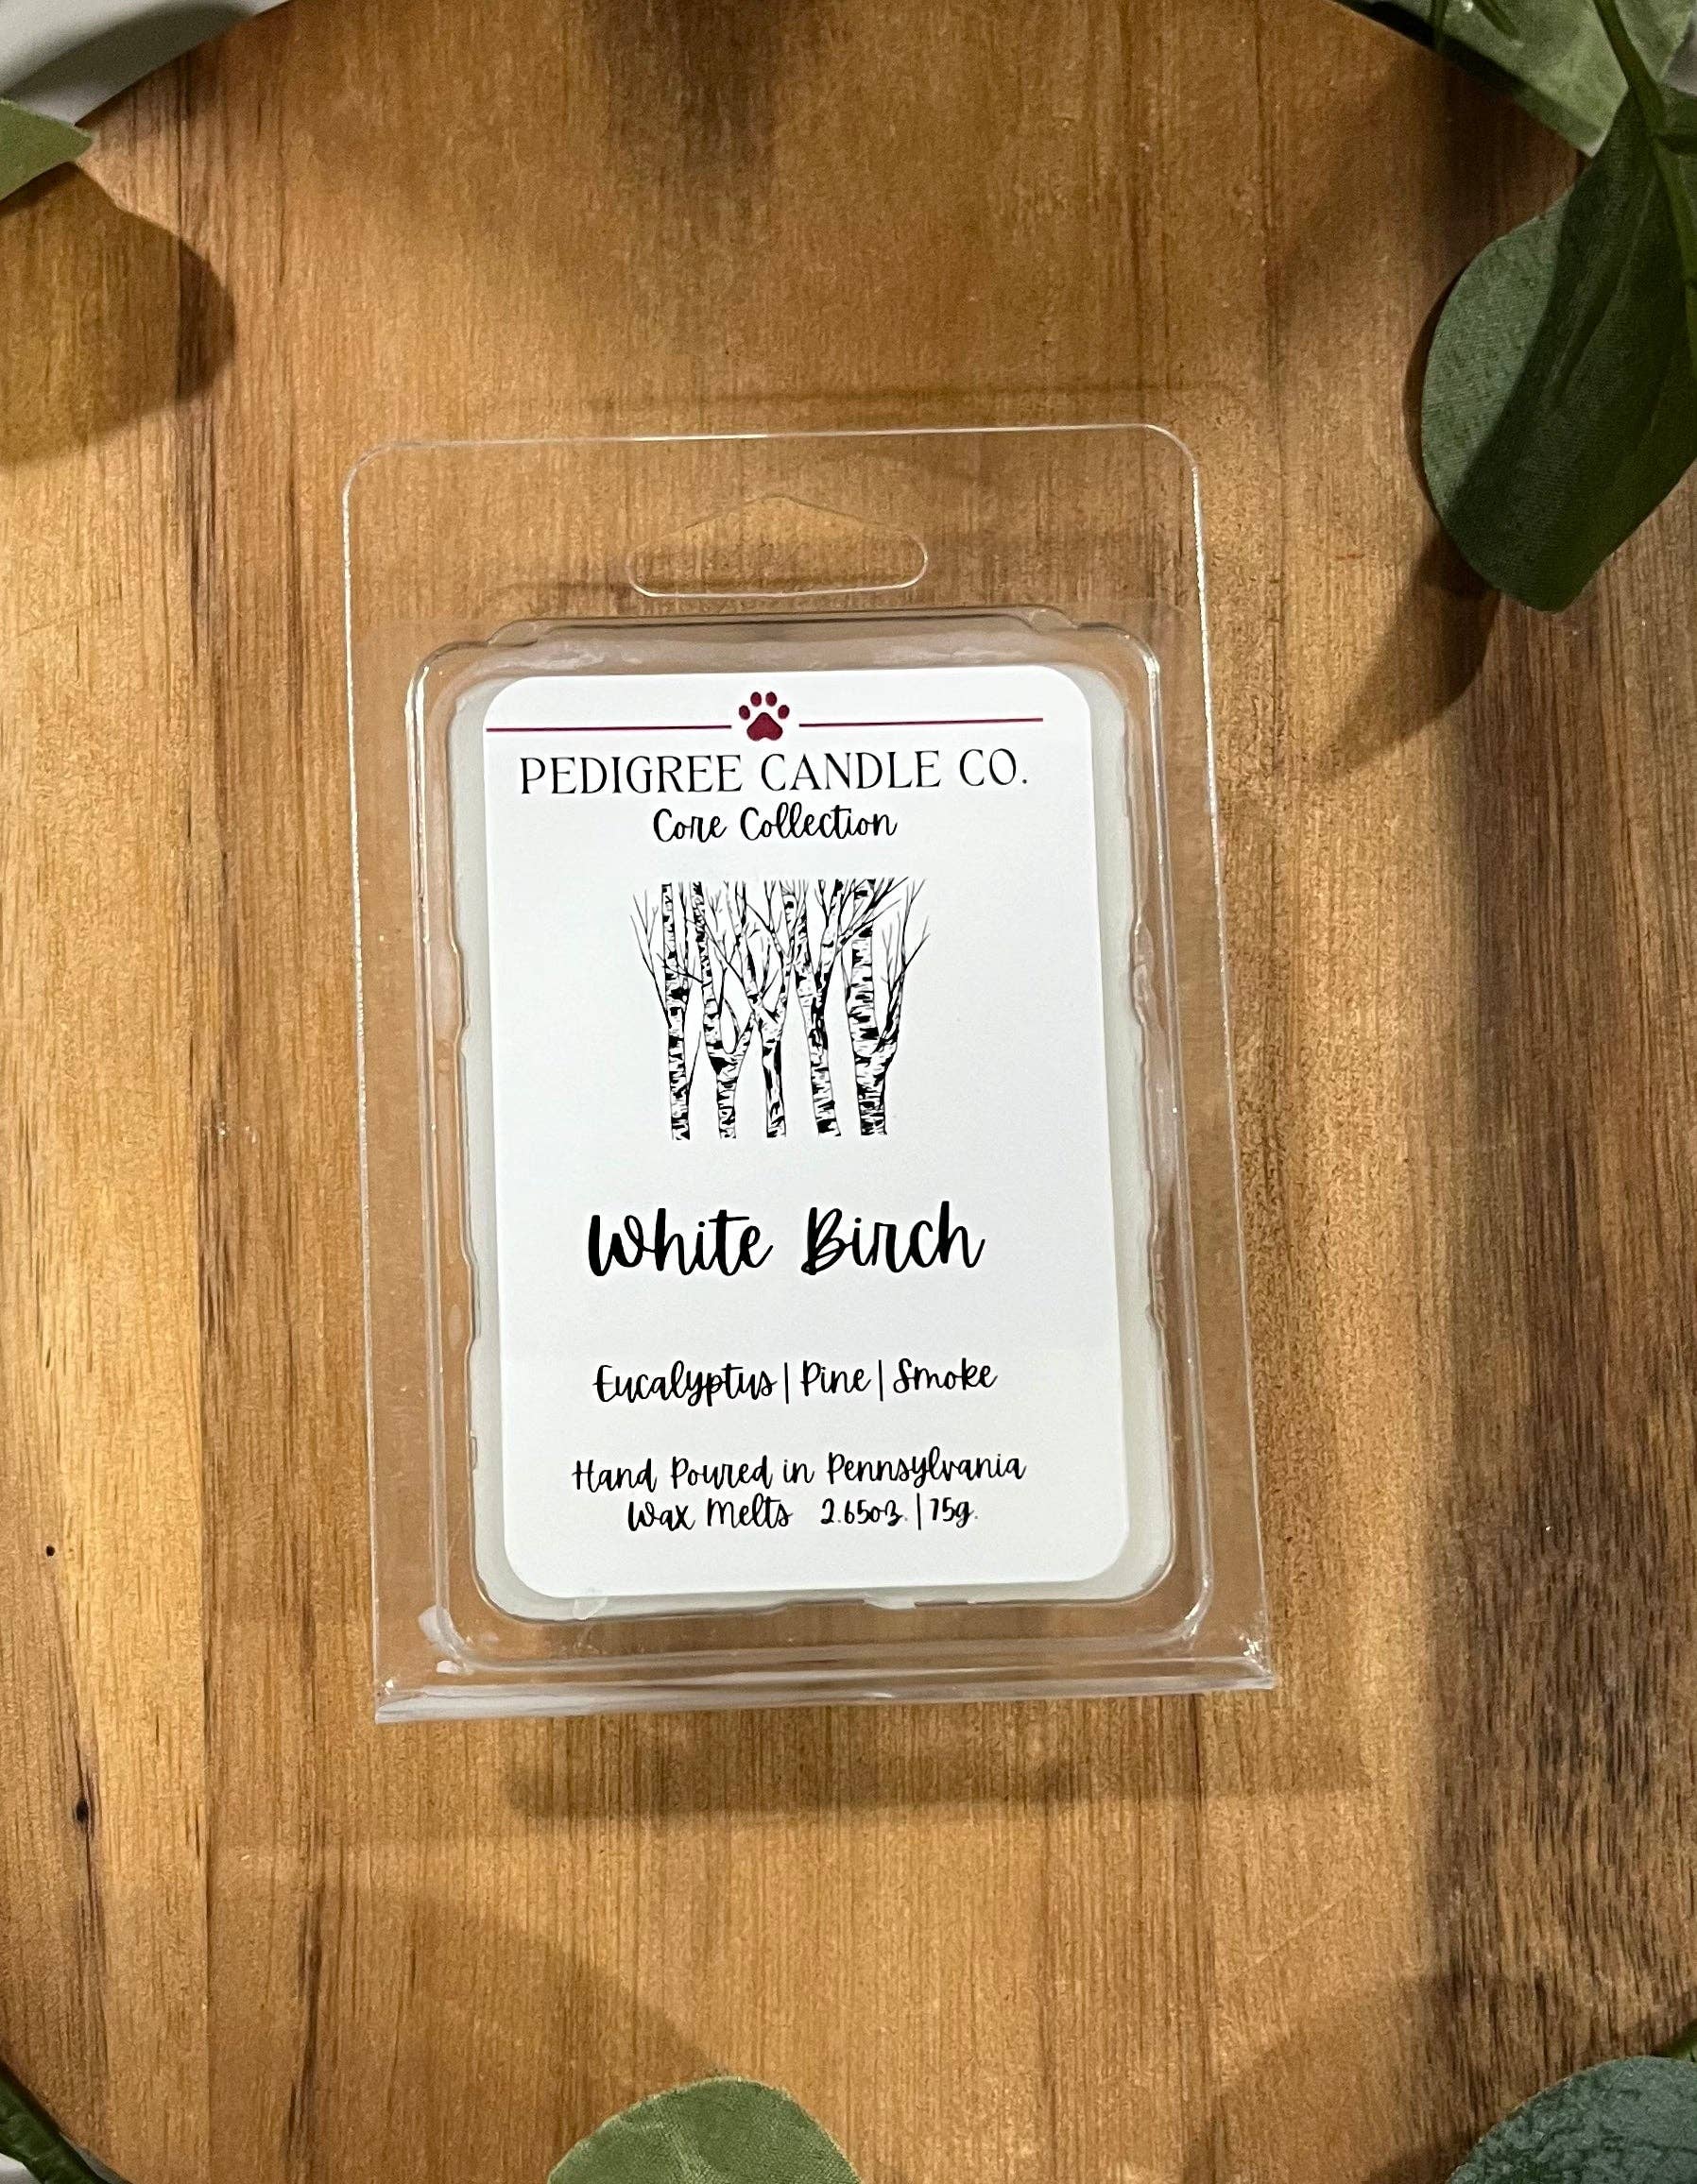 PEDIGREE CANDLE CO.
Core Collection
White Birch
Eucalyptus | Pine | Smoke
Hand Poured in Pennsylvania
Wax Melts 2.65oz. | 75g.